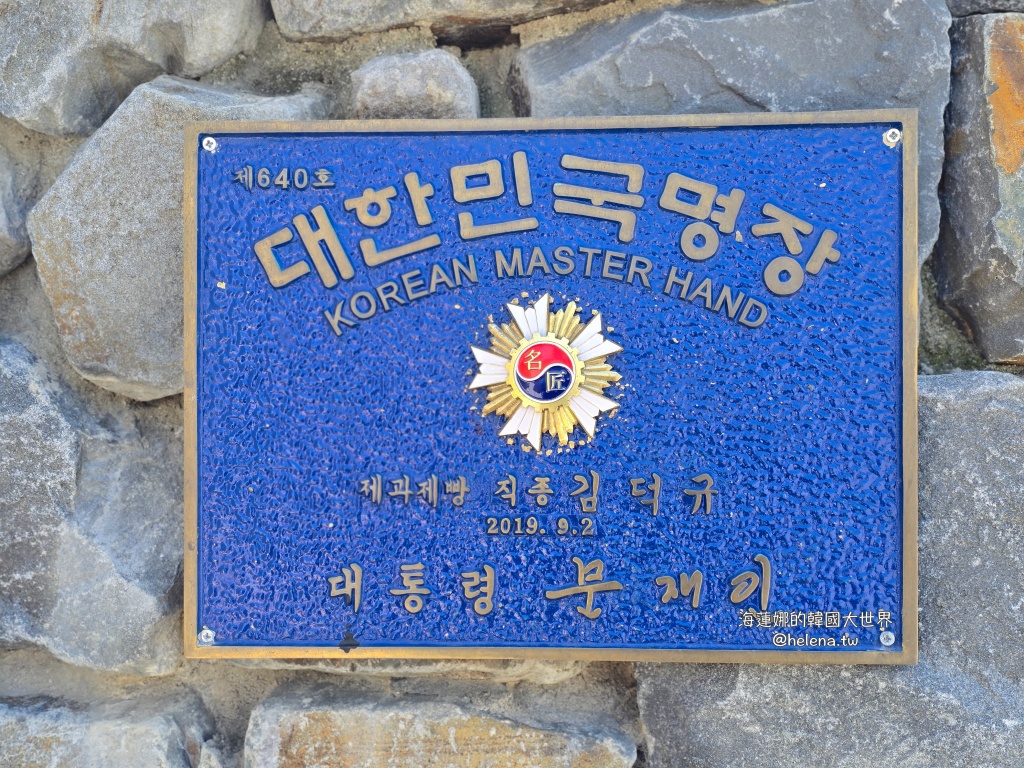 제640호
대한민국명장
KOREAN MASTER HAND
名
匠
제과제빵 직종 김덕규
2019. 9.2
대통령 문재인
海蓮娜的韓國大世界
@helena.tw